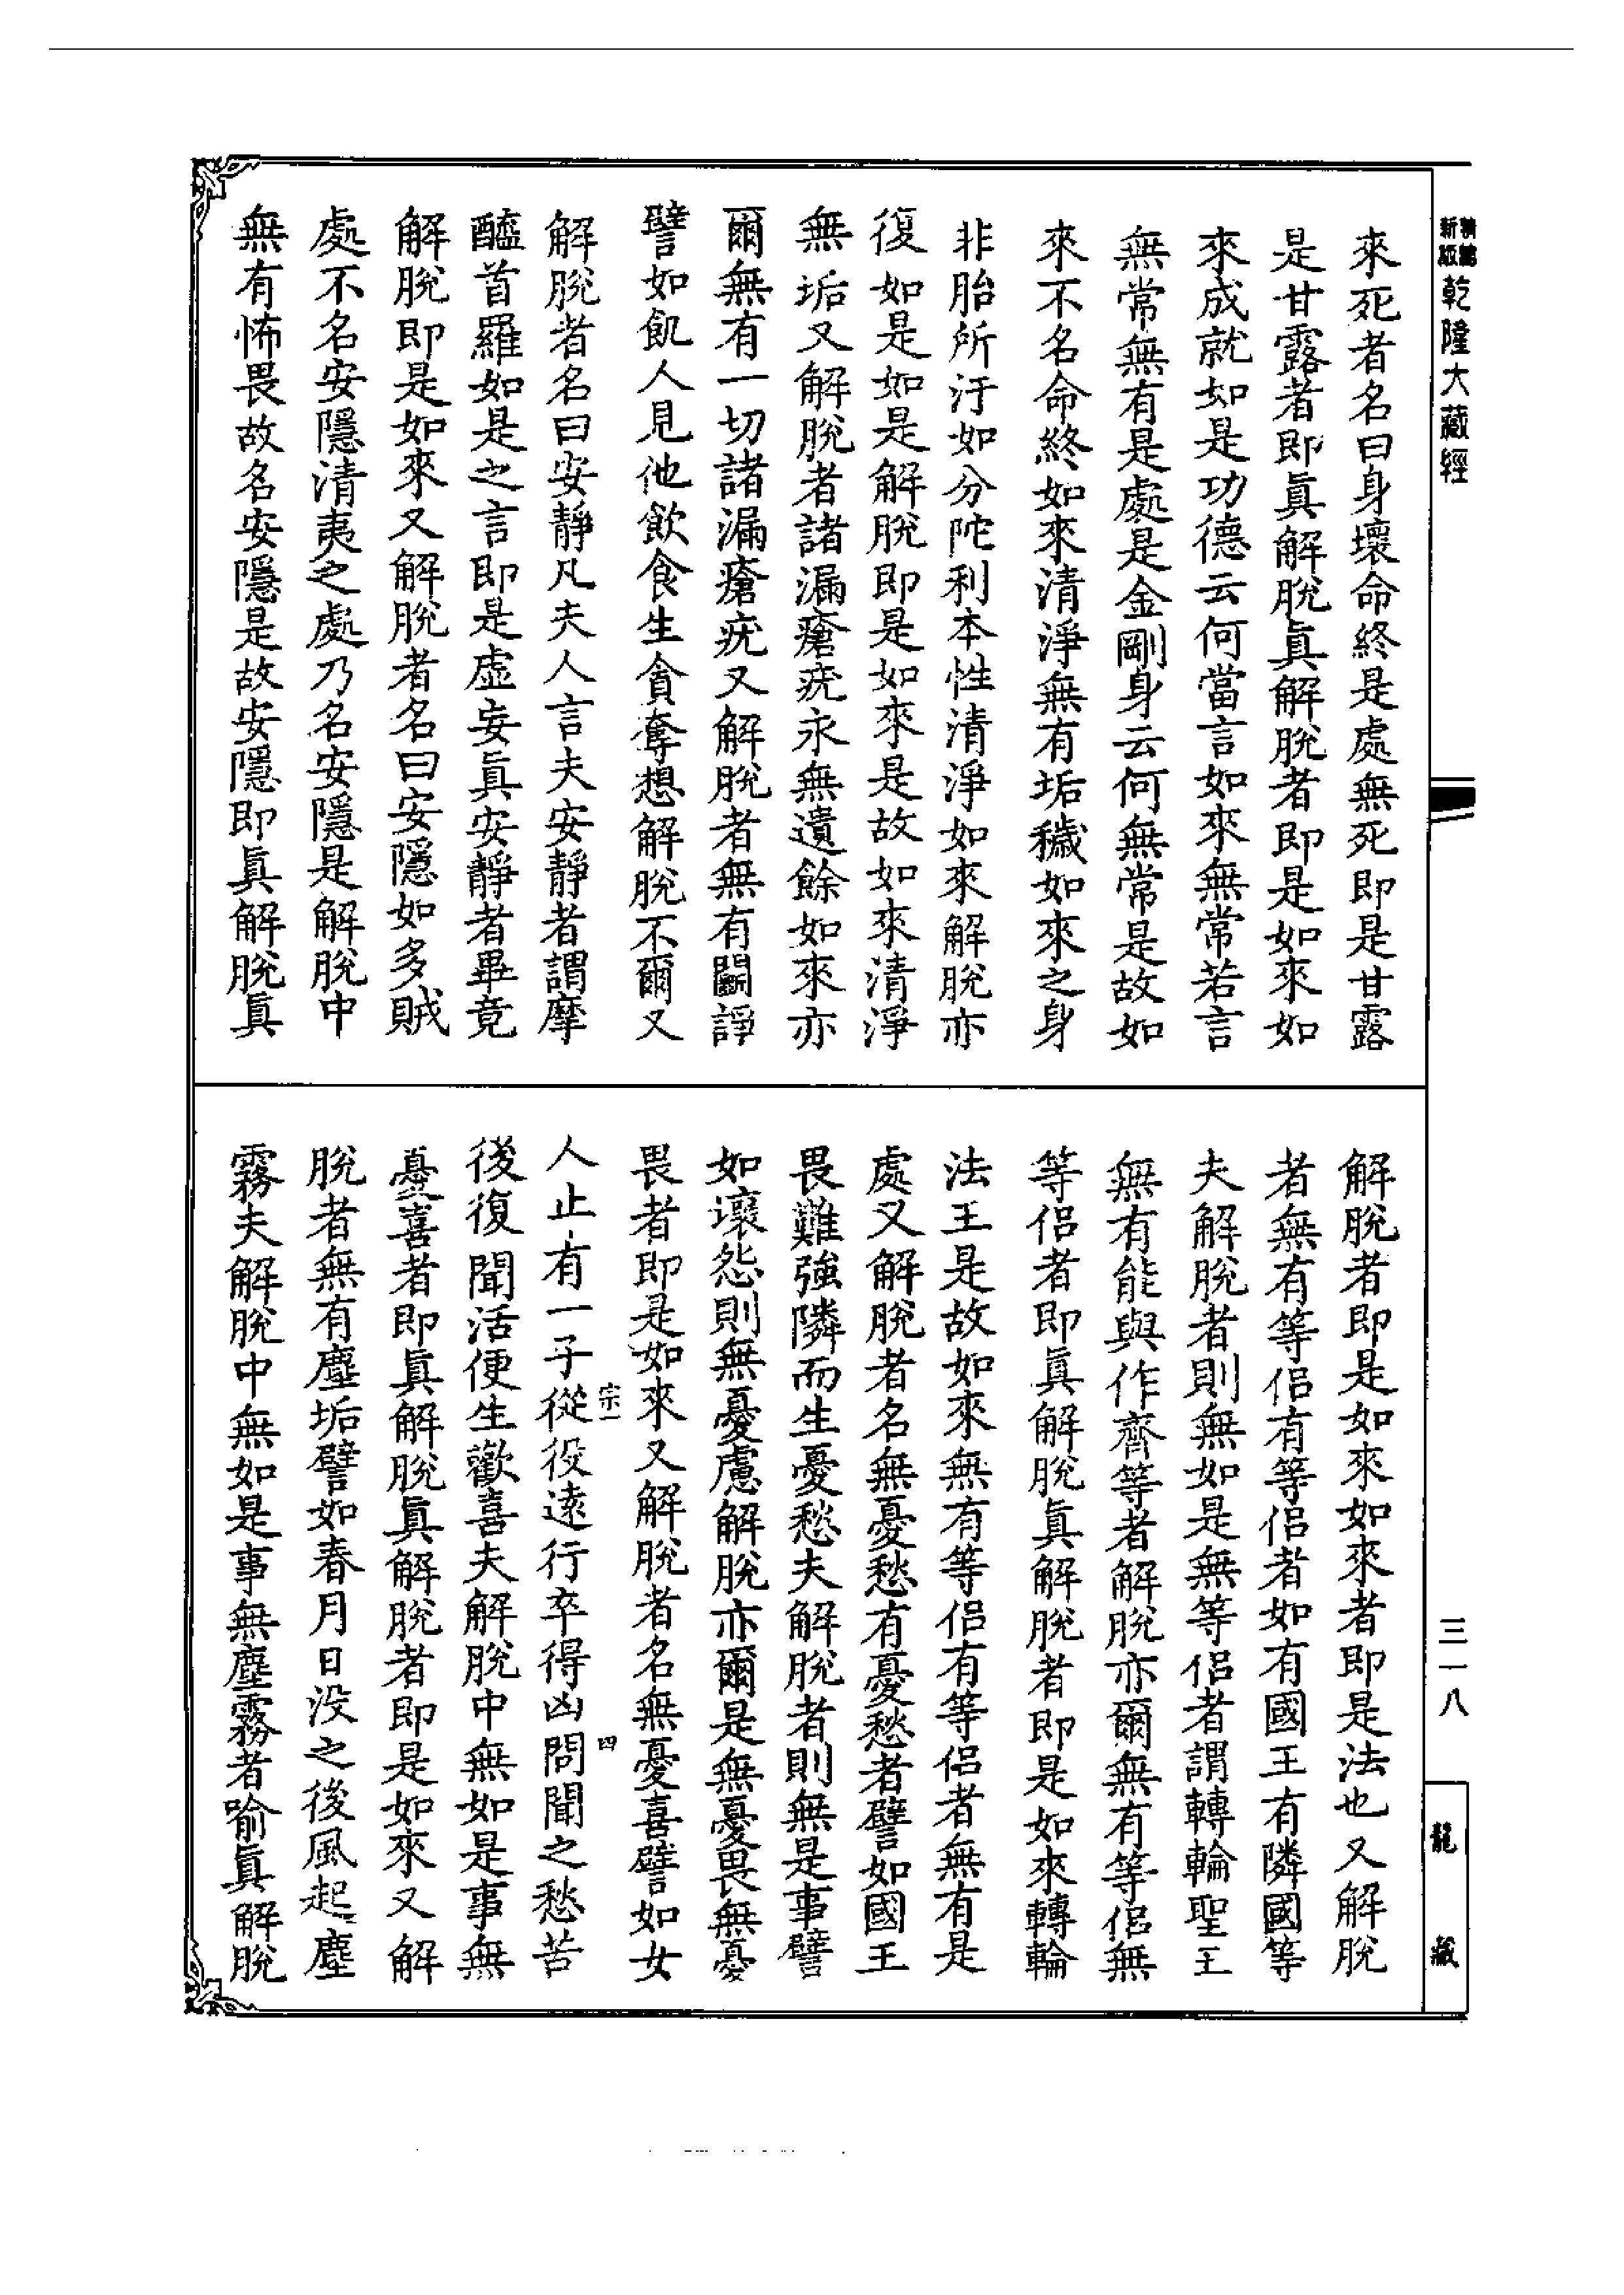 乾隆大藏經
來死者名曰身壞命終是處無死即是甘露
是甘露者即眞解脫眞解脫者即是如來如
來成就如是功德云何當言如來無常若言
無常無有是處是金剛身云何無常是故如
來不名命終如來清淨無有垢穢如來之身
非胎所汙如分陀利本性清淨如來解脫亦
復如是如是解脫即是如來是故如來清淨
無垢又解脫者諸漏瘡疣永無遺餘如來亦
爾無有一切諸漏瘡疣又解脫者無有鬭諍
譬如飢人見他飲食生貪奪想解脫不爾又
解脫者名曰安靜凡夫人言夫安靜者謂摩
醯首羅如是之言即是虛妄眞安靜者畢竟
解脫即是如來又解脫者名曰安隱如多賊
處不名安隱清夷之處乃名安隱是解脫中
無有怖畏故名安隱是故安隱即眞解脫眞
解脫者即是如來如來者即是法也又解脫
者無有等侶有等侶者如有國王有隣國等
夫解脫者則無如是無等侶者謂轉輪聖王
無有能與作齊等者解脫亦爾無有等侶無
等侶者即眞解脫眞解脫者即是如來轉輪
法王是故如來無有等侶有等侶者無有是
處又解脫者名無憂愁有憂愁者譬如國王
畏難強隣而生憂愁夫解脫者則無是事譬
如壞怨則無憂慮解脫亦爾是無憂畏無憂
畏者即是如來又解脫者名無憂喜譬如女
人止有一子從役遠行卒得凶問聞之愁苦
後復聞活便生歡喜夫解脫中無如是事無
憂喜者即眞解脫眞解脫者即是如來又解
脫者無有塵垢譬如春月日沒之後風起塵
霧夫解脫中無如是事無塵霧者喻眞解脫
宗一
四
三一八
龍藏